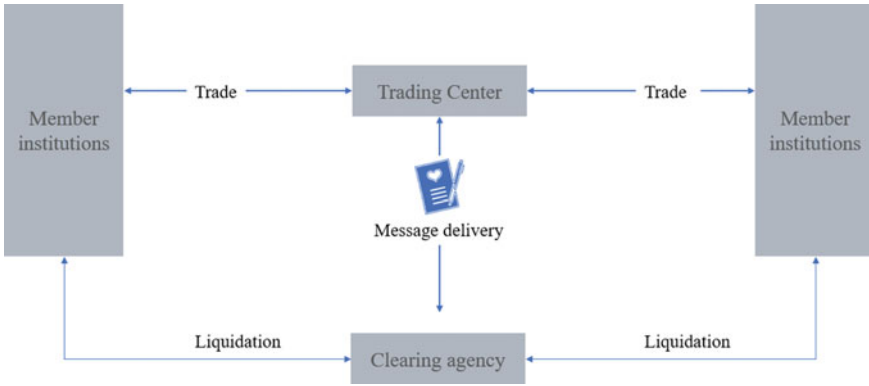 Member
institutions
Trade
Trading Center
Trade
Member
institutions
Message delivery
Liquidation
Clearing agency
Liquidation